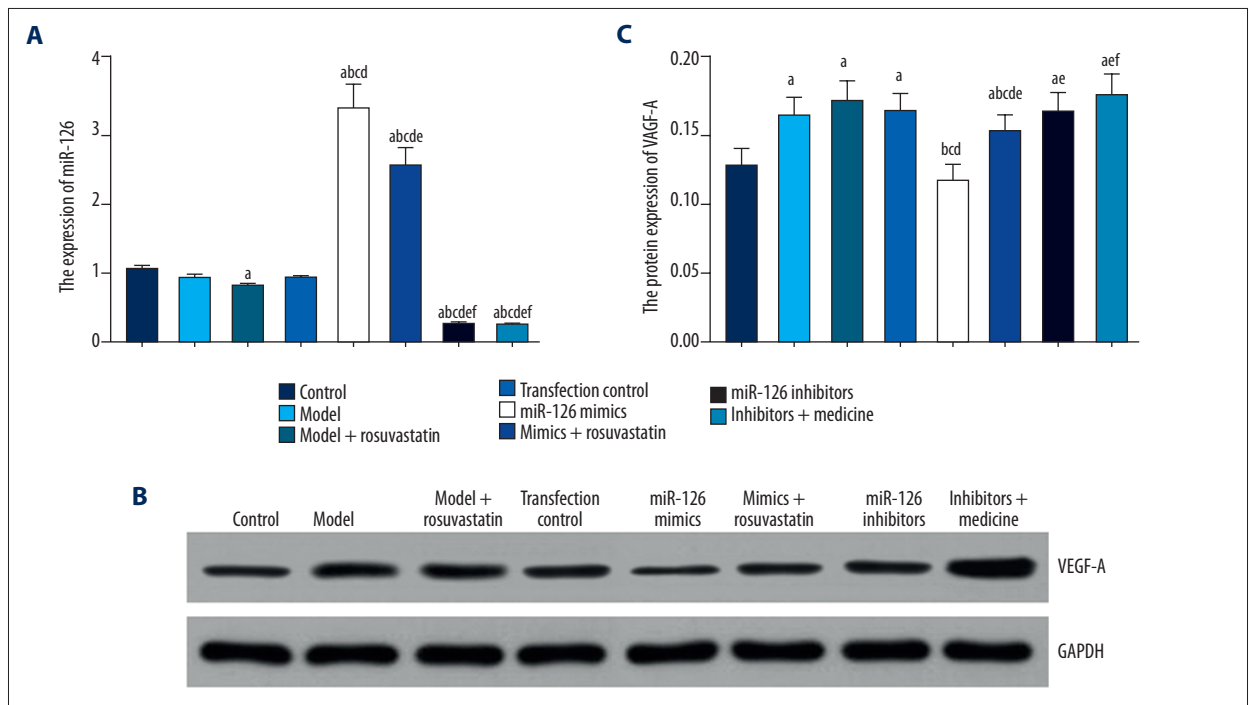 A
The expression of miR-126
4
3
2
1
0
a
abcd
abcde
abcdef
abcdef
C
The protein expression of VAGF-A
0.20
0.15
0.10
0.05
0.00
a
a
a
bcd
abcde
ae
aef
Control
Model
Model + rosuvastatin
Transfection control
miR-126 mimics
Mimics + rosuvastatin
miR-126 inhibitors
Inhibitors + medicine
B
Control
Model
Model +
rosuvastatin
Transfection
control
miR-126
mimics
Mimics +
rosuvastatin
miR-126
inhibitors
Inhibitors +
medicine
VEGF-A
GAPDH